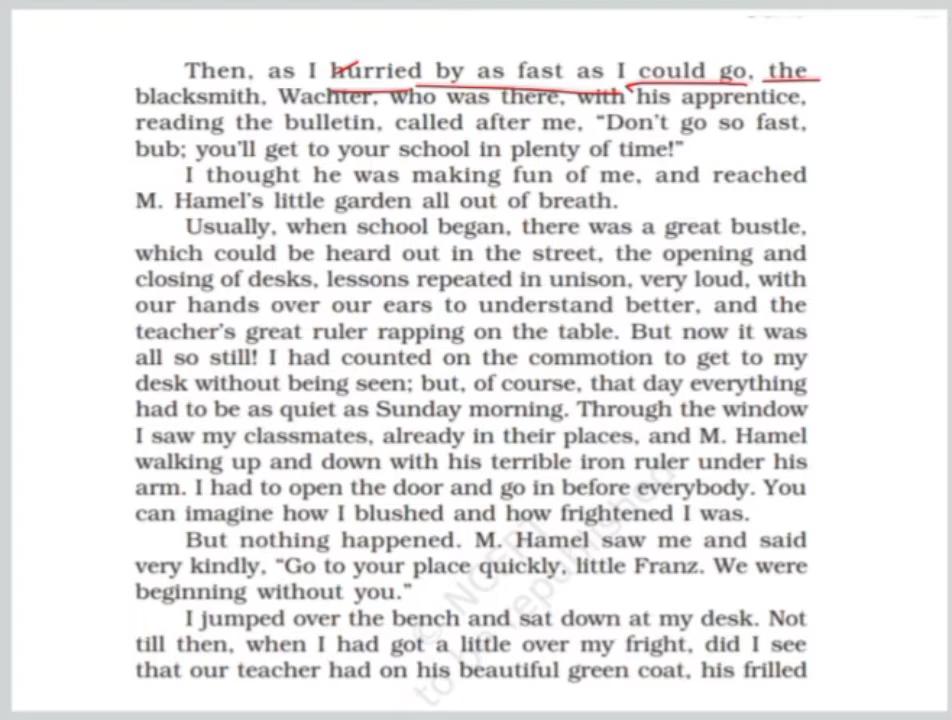 Then, as I hurried by as fast as I could go, the
blacksmith, Wachter, who was there, with his apprentice,
reading the bulletin, called after me, “Don't go so fast,
bub; you'll get to your school in plenty of time!”
I thought he was making fun of me, and reached
M. Hamel's little garden all out of breath.
Usually, when school began, there was a great bustle,
which could be heard out in the street, the opening and
closing of desks, lessons repeated in unison, very loud, with
our hands over our ears to understand better, and the
teacher's great ruler rapping on the table. But now it was
all so still! I had counted on the commotion to get to my
desk without being seen; but, of course, that day everything
had to be as quiet as Sunday morning. Through the window
I saw my classmates, already in their places, and M. Hamel
walking up and down with his terrible iron ruler under his
arm. I had to open the door and go in before everybody. You
can imagine how I blushed and how frightened I was.
But nothing happened. M. Hamel saw me and said
very kindly, “Go to your place quickly, little Franz. We were
beginning without you.”
I jumped over the bench and sat down at my desk. Not
till then, when I had got a little over my fright, did I see
that our teacher had on his beautiful green coat, his frilled
© NCERT
to be republished